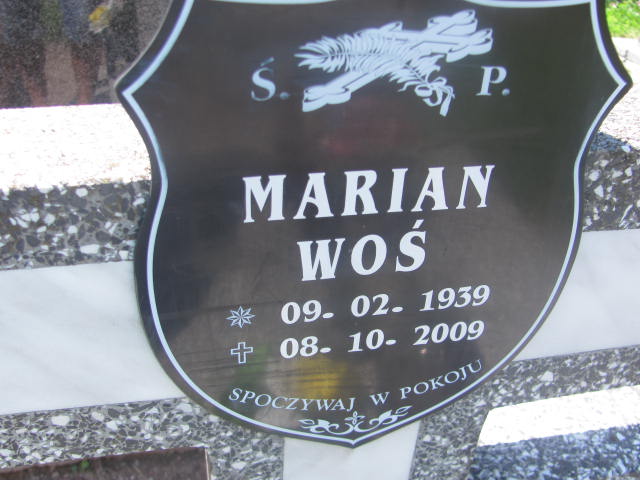 Ś. P.
MARIAN
WOŚ
09- 02- 1939
08- 10- 2009
SPOCZYWAJ W POKOJU